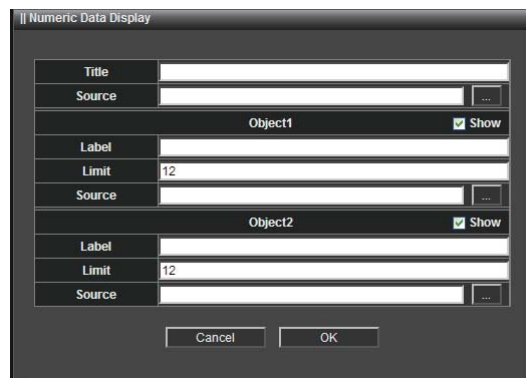 || Numeric Data Display
Title
Source ...
Object1 Show
Label
Limit 12
Source ...
Object2 Show
Label
Limit 12
Source ...
Cancel OK